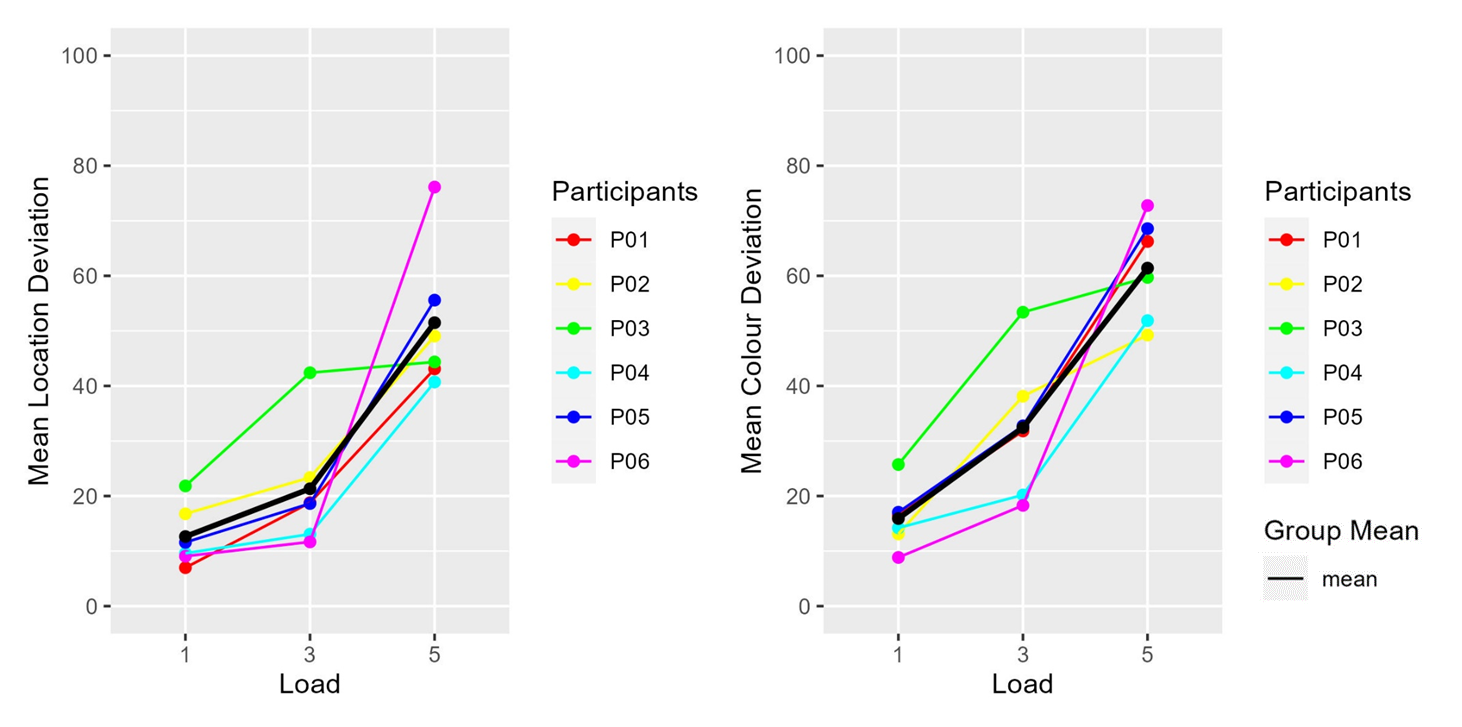 Mean Location Deviation
100
80
60
40
20
0
1 3 5
Load
Participants
P01
P02
P03
P04
P05
P06
Mean Colour Deviation
100
80
60
40
20
0
1 3 5
Load
Participants
P01
P02
P03
P04
P05
P06
Group Mean
mean